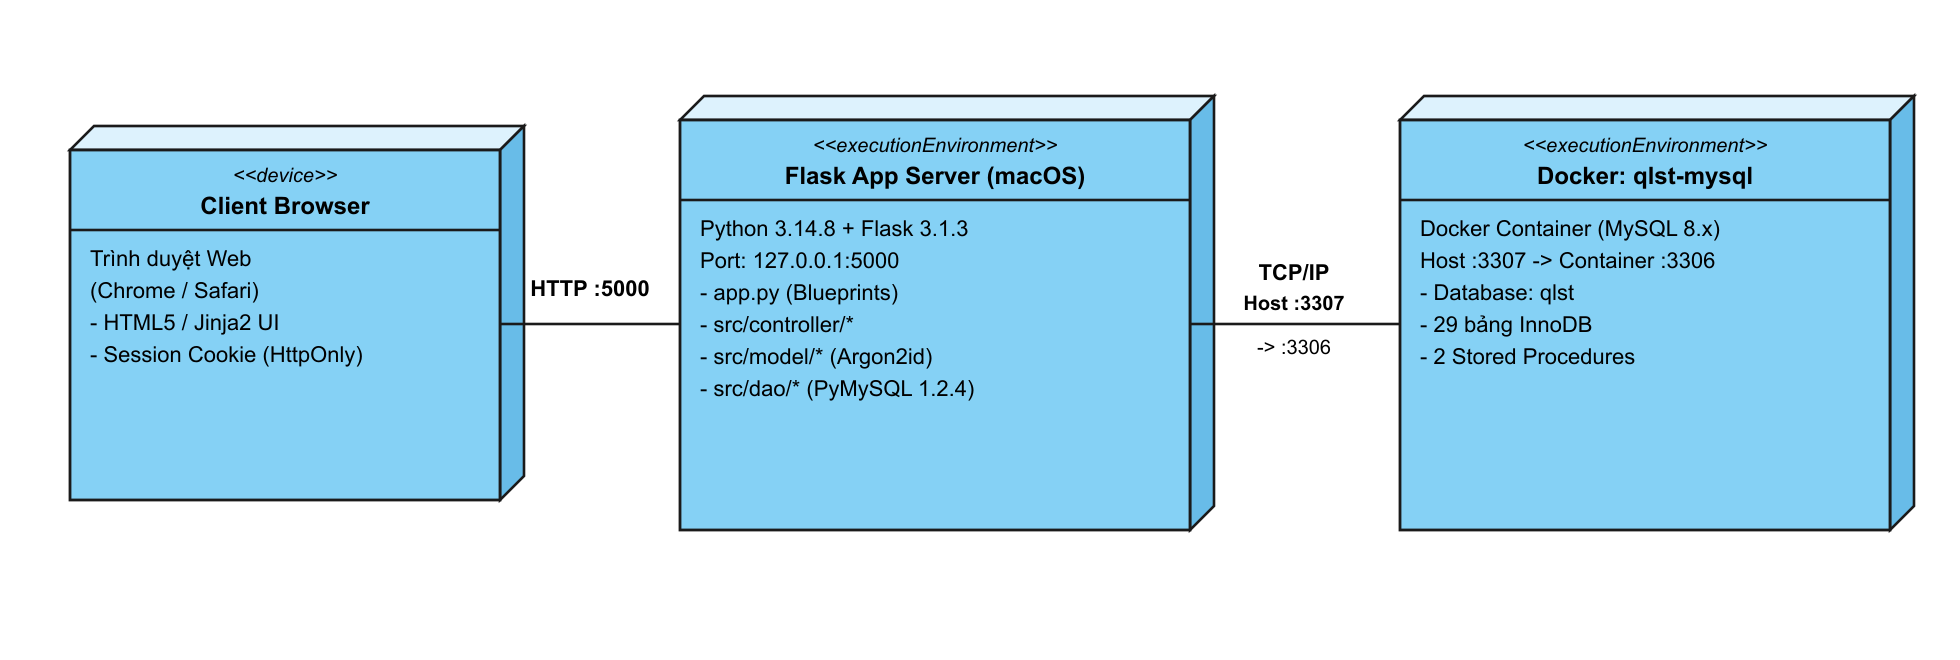 <<device>>
Client Browser
Trình duyệt Web
(Chrome / Safari)
- HTML5 / Jinja2 UI
- Session Cookie (HttpOnly)
HTTP :5000
<<executionEnvironment>>
Flask App Server (macOS)
Python 3.14.8 + Flask 3.1.3
Port: 127.0.0.1:5000
- app.py (Blueprints)
- src/controller/*
- src/model/* (Argon2id)
- src/dao/* (PyMySQL 1.2.4)
TCP/IP
Host :3307
-> :3306
<<executionEnvironment>>
Docker: qlst-mysql
Docker Container (MySQL 8.x)
Host :3307 -> Container :3306
- Database: qlst
- 29 bảng InnoDB
- 2 Stored Procedures